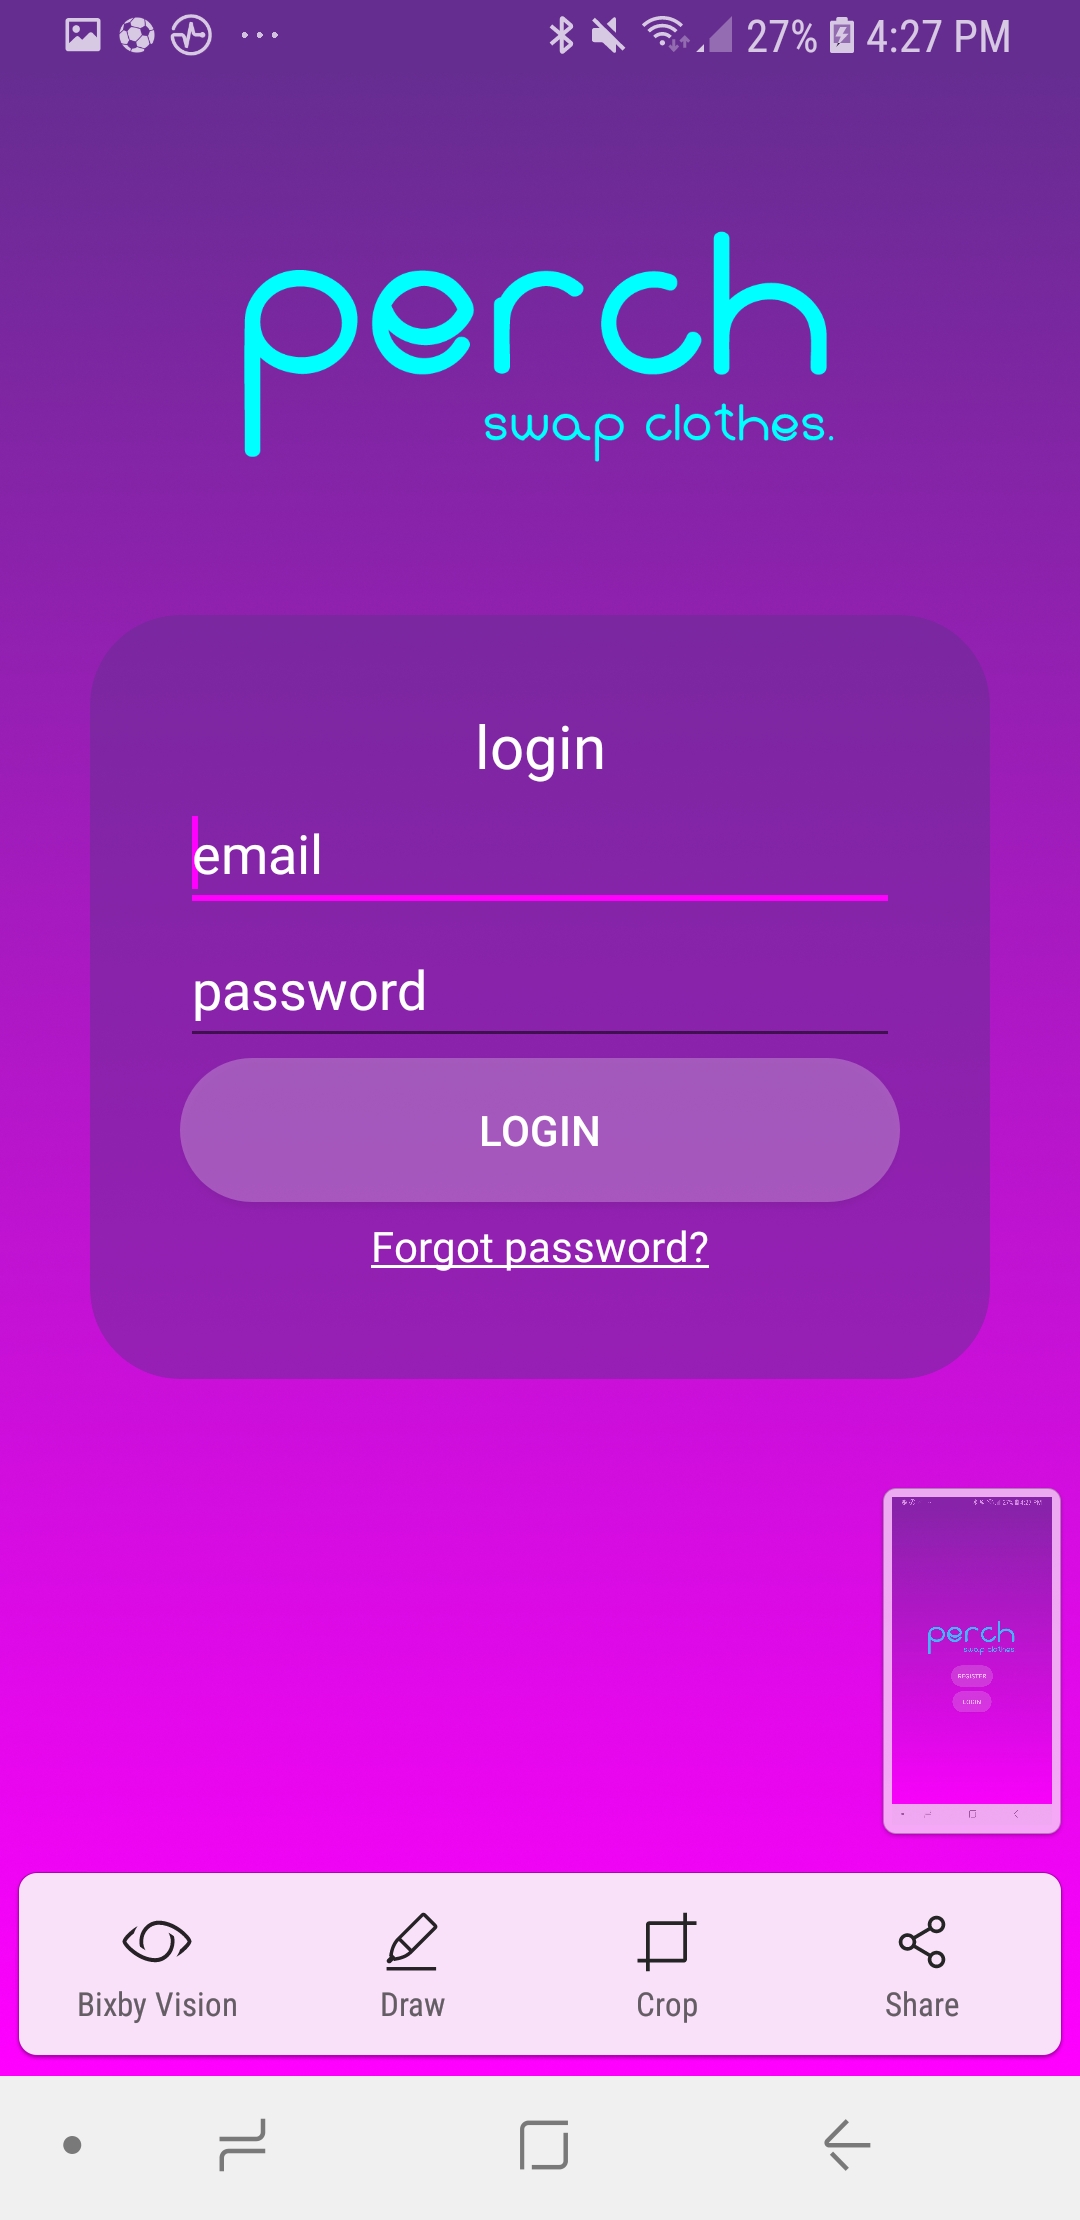 27% 4:27 PM
perch
swap clothes.
login
email
password
LOGIN
Forgot password?
perch
swap clothes
REGISTER
LOGIN
Bixby Vision Draw Crop Share